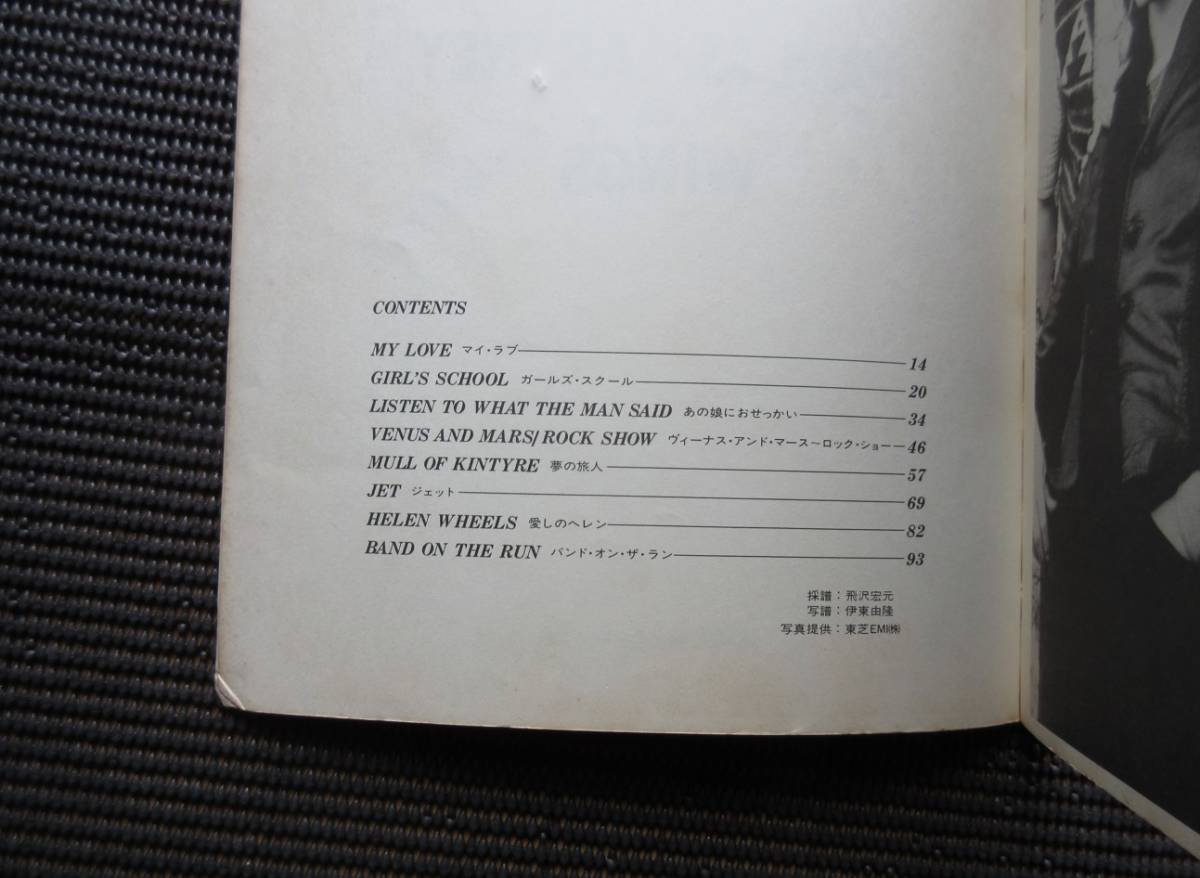 CONTENTS
MY LOVE マイ・ラブ 14
GIRL'S SCHOOL ガールズ・スクール 20
LISTEN TO WHAT THE MAN SAID あの娘におせっかい 34
VENUS AND MARS/ROCK SHOW ヴィーナス・アンド・マース〜ロック・ショー 46
MULL OF KINTYRE 夢の旅人 57
JET ジェット 69
HELEN WHEELS 愛しのヘレン 82
BAND ON THE RUN バンド・オン・ザ・ラン 93
採譜：飛沢宏元
写譜：伊東由隆
写真提供：東芝EMI㈱